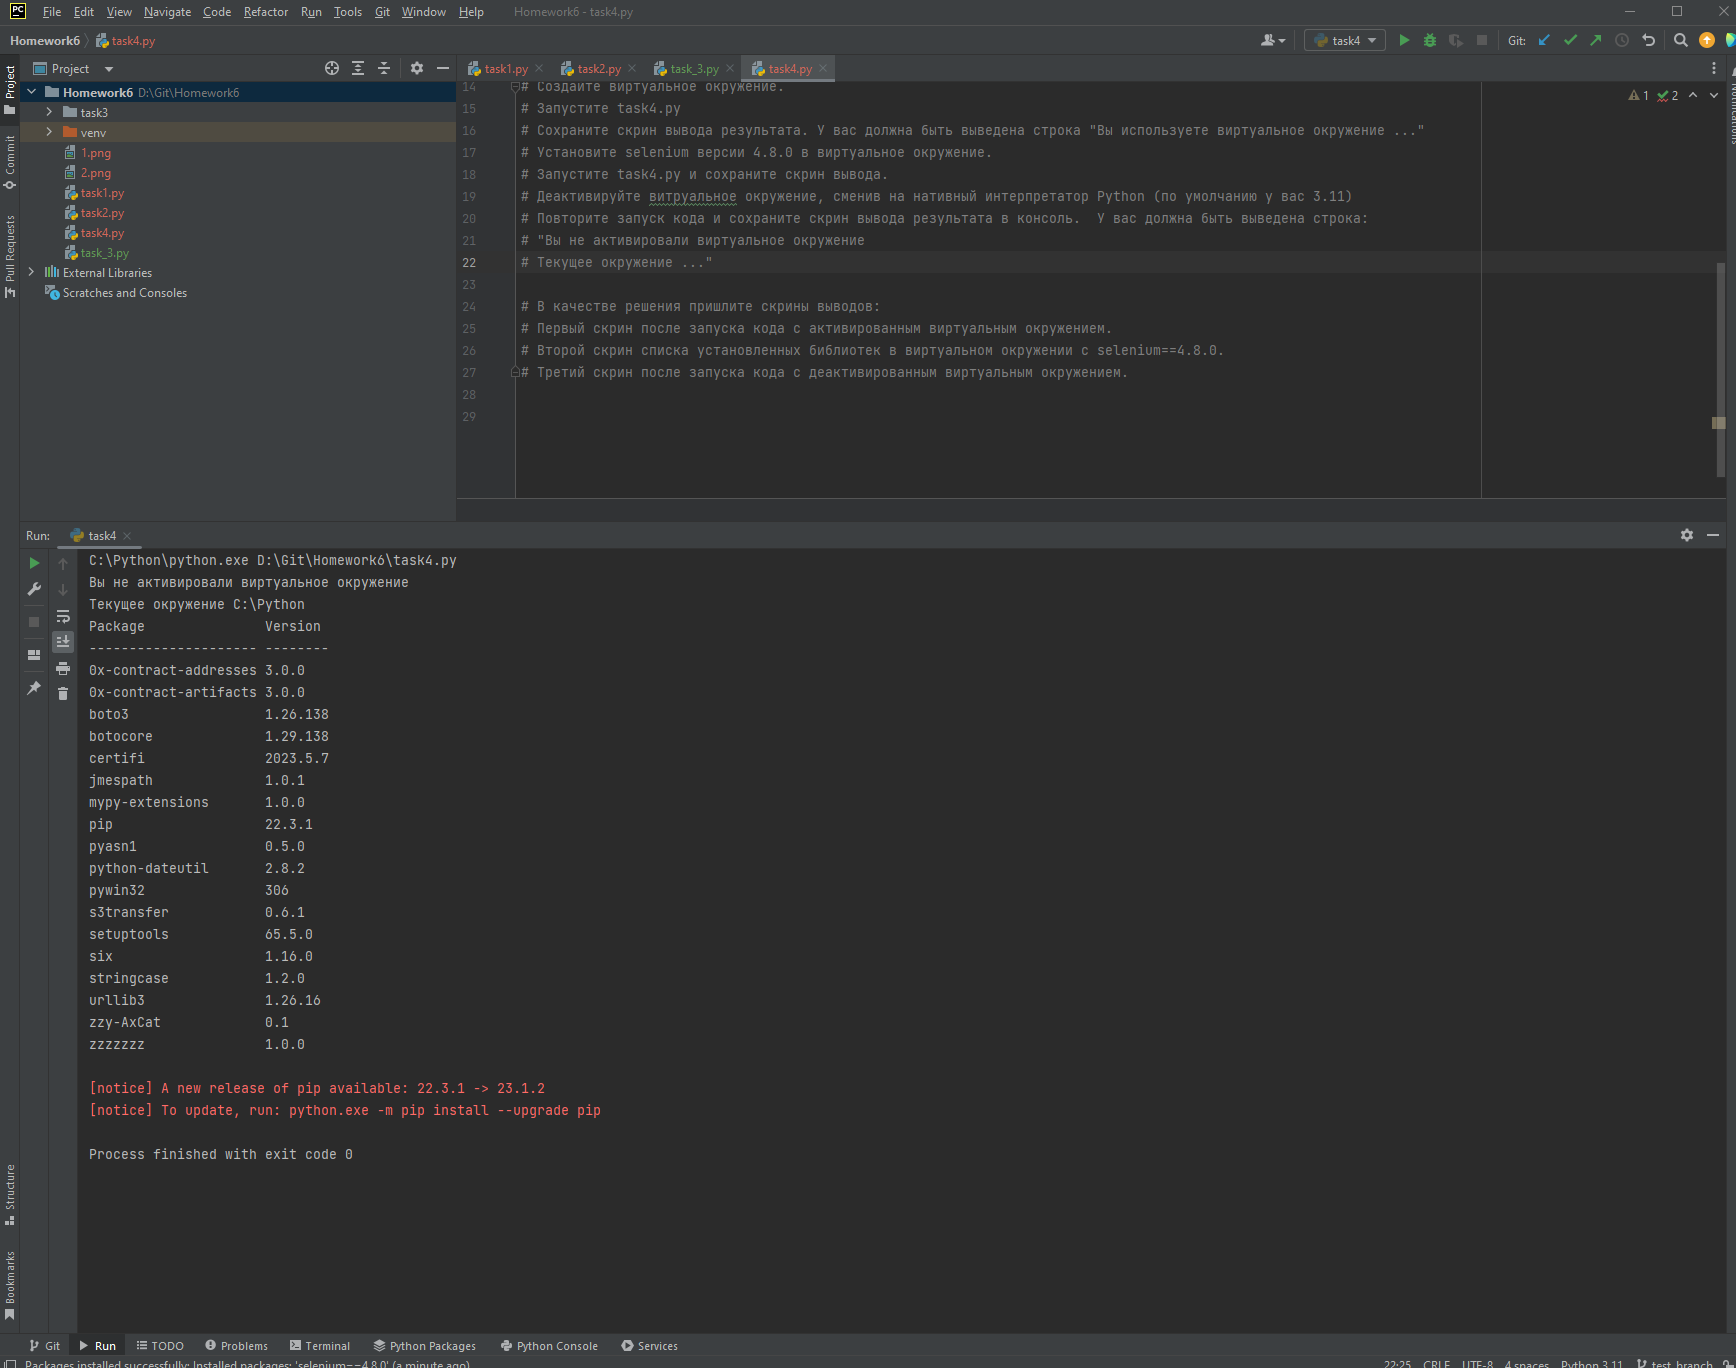 PC File Edit View Navigate Code Refactor Run Tools Git Window Help Homework6 - task4.py
Homework6 task4.py task4 Git:
Project
task1.py task2.py task_3.py task4.py
Homework6 D:\Git\Homework6
task3
venv
1.png
2.png
task1.py
task2.py
task4.py
task_3.py
External Libraries
Scratches and Consoles
Project
Commit
Pull Requests
Notifications
1 2
14 # Создайте виртуальное окружение.
15 # Запустите task4.py
16 # Сохраните скрин вывода результата. У вас должна быть выведена строка "Вы используете виртуальное окружение ..."
17 # Установите selenium версии 4.8.0 в виртуальное окружение.
18 # Запустите task4.py и сохраните скрин вывода.
19 # Деактивируйте витруальное окружение, сменив на нативный интерпретатор Python (по умолчанию у вас 3.11)
20 # Повторите запуск кода и сохраните скрин вывода результата в консоль.  У вас должна быть выведена строка:
21 # "Вы не активировали виртуальное окружение
22 # Текущее окружение ..."
23
24 # В качестве решения пришлите скрины выводов:
25 # Первый скрин после запуска кода с активированным виртуальным окружением.
26 # Второй скрин списка установленных библиотек в виртуальном окружении с selenium==4.8.0.
27 # Третий скрин после запуска кода с деактивированным виртуальным окружением.
28
29
Run: task4
C:\Python\python.exe D:\Git\Homework6\task4.py
Вы не активировали виртуальное окружение
Текущее окружение C:\Python
Package Version
--------------------- --------
0x-contract-addresses 3.0.0
0x-contract-artifacts 3.0.0
boto3 1.26.138
botocore 1.29.138
certifi 2023.5.7
jmespath 1.0.1
mypy-extensions 1.0.0
pip 22.3.1
pyasn1 0.5.0
python-dateutil 2.8.2
pywin32 306
s3transfer 0.6.1
setuptools 65.5.0
six 1.16.0
stringcase 1.2.0
urllib3 1.26.16
zzy-AxCat 0.1
zzzzzzz 1.0.0
[notice] A new release of pip available: 22.3.1 -> 23.1.2
[notice] To update, run: python.exe -m pip install --upgrade pip
Process finished with exit code 0
Structure
Bookmarks
Git Run TODO Problems Terminal Python Packages Python Console Services
Packages installed successfully: Installed packages: 'selenium==4.8.0' (a minute ago) 22:25 CRLF UTF-8 4 spaces Python 3.11 test_branch